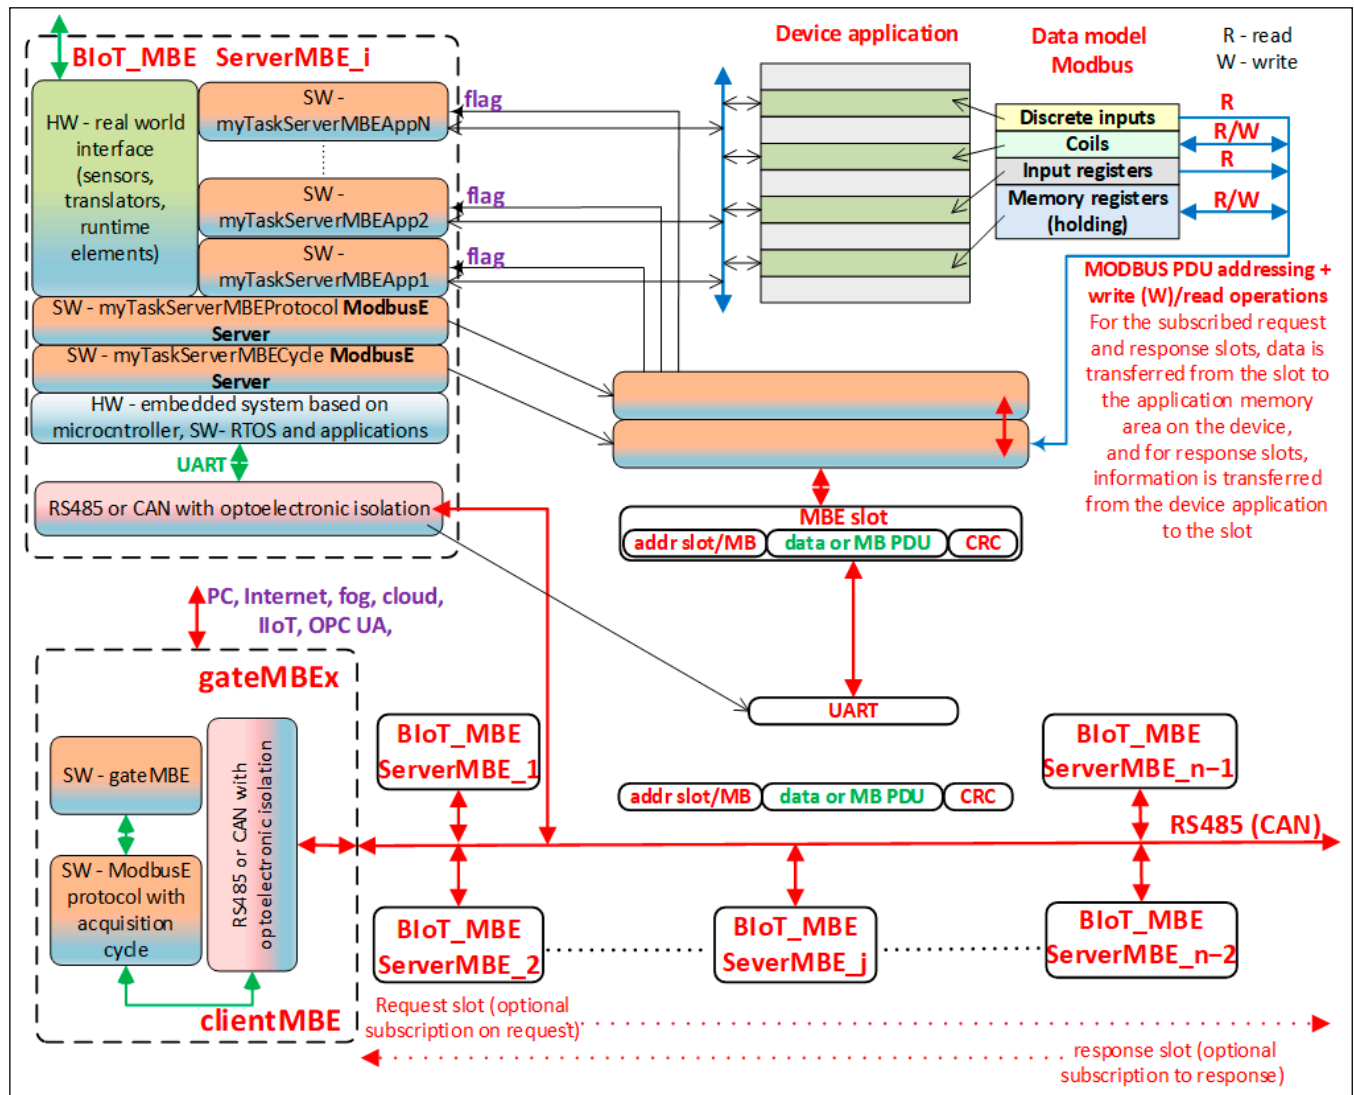 BIoT_MBE ServerMBE_i
HW - real world
interface
(sensors,
translators,
runtime
elements)
SW -
myTaskServerMBEAppN
SW -
myTaskServerMBEApp2
SW -
myTaskServerMBEApp1
SW - myTaskServerMBEProtocol ModbusE
Server
SW - myTaskServerMBECycle ModbusE
Server
HW - embedded system based on
microcntroller, SW- RTOS and applications
UART
RS485 or CAN with optoelectronic isolation
flag
flag
flag
Device application
Data model
Modbus
R - read
W - write
Discrete inputs
Coils
Input registers
Memory registers
(holding)
R
R/W
R
R/W
MODBUS PDU addressing +
write (W)/read operations
For the subscribed request
and response slots, data is
transferred from the slot to
the application memory
area on the device,
and for response slots,
information is transferred
from the device application
to the slot
MBE slot
addr slot/MB data or MB PDU CRC
UART
addr slot/MB data or MB PDU CRC
PC, Internet, fog, cloud,
IIoT, OPC UA,
gateMBEx
SW - gateMBE
SW - ModbusE
protocol with
acquisition
cycle
RS485 or CAN with
optoelectronic isolation
clientMBE
BIoT_MBE
ServerMBE_1
BIoT_MBE
ServerMBE_n−1
RS485 (CAN)
BIoT_MBE
ServerMBE_2
BIoT_MBE
SeverMBE_j
BIoT_MBE
ServerMBE_n−2
Request slot (optional
subscription on request)
response slot (optional
subscription to response)